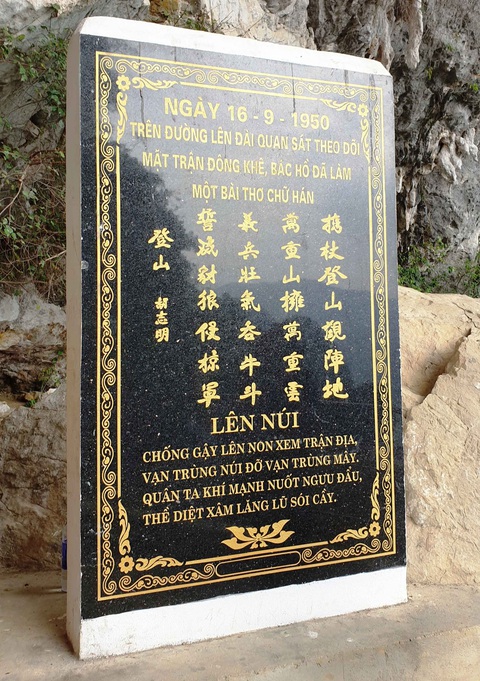 NGÀY 16 - 9 - 1950
TRÊN ĐƯỜNG LÊN ĐÀI QUAN SÁT THEO DÕI
MẶT TRẬN ĐÔNG KHÊ, BÁC HỒ ĐÃ LÀM
MỘT BÀI THƠ CHỮ HÁN
携杖登山觀陣地
萬重山擁萬重雲
義兵壯氣吞牛斗
誓滅豺狼侵掠軍
登山
胡志明
LÊN NÚI
CHỐNG GẬY LÊN NON XEM TRẬN ĐỊA,
VẠN TRÙNG NÚI ĐỠ VẠN TRÙNG MÂY.
QUÂN TA KHÍ MẠNH NUỐT NGƯU ĐẨU,
THỀ DIỆT XÂM LĂNG LŨ SÓI CẦY.